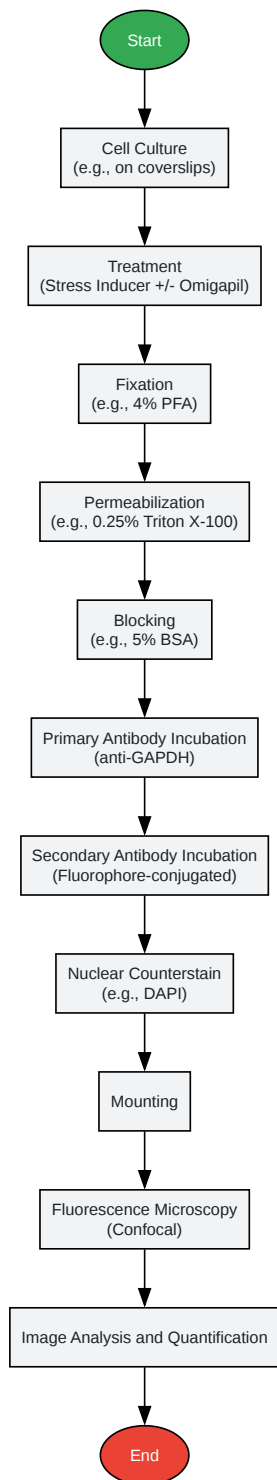 Start
Cell Culture
(e.g., on coverslips)
Treatment
(Stress Inducer +/- Omigapil)
Fixation
(e.g., 4% PFA)
Permeabilization
(e.g., 0.25% Triton X-100)
Blocking
(e.g., 5% BSA)
Primary Antibody Incubation
(anti-GAPDH)
Secondary Antibody Incubation
(Fluorophore-conjugated)
Nuclear Counterstain
(e.g., DAPI)
Mounting
Fluorescence Microscopy
(Confocal)
Image Analysis and Quantification
End